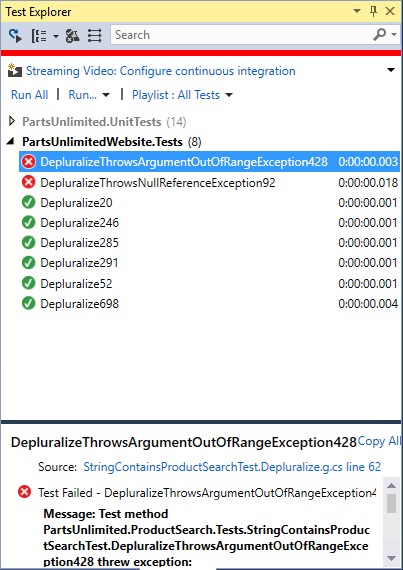 Test Explorer
Search
Streaming Video: Configure continuous integration
Run All | Run... | Playlist : All Tests
PartsUnlimited.UnitTests (14)
PartsUnlimitedWebsite.Tests (8)
DepluralizeThrowsArgumentOutOfRangeException428 0:00:00.003
DepluralizeThrowsNullReferenceException92 0:00:00.018
Depluralize20 0:00:00.001
Depluralize246 0:00:00.001
Depluralize285 0:00:00.001
Depluralize291 0:00:00.001
Depluralize52 0:00:00.001
Depluralize698 0:00:00.004
DepluralizeThrowsArgumentOutOfRangeException428 Copy All
Source: StringContainsProductSearchTest.Depluralize.g.cs line 62
Test Failed - DepluralizeThrowsArgumentOutOfRangeException4
Message: Test method
PartsUnlimited.ProductSearch.Tests.StringContainsProduc
tSearchTest.DepluralizeThrowsArgumentOutOfRangeExce
ption428 threw exception: